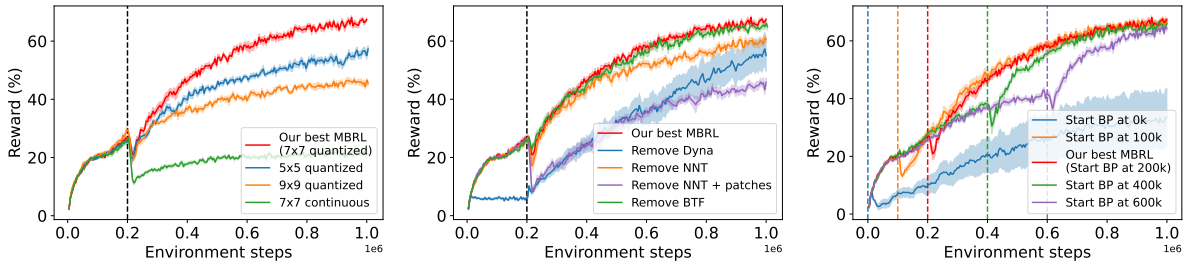 60
40
20
0
Reward (%)
0.0
0.2
0.4
0.6
0.8
1.0
1e6
Environment steps
Our best MBRL
(7x7 quantized)
5x5 quantized
9x9 quantized
7x7 continuous
60
40
20
0
Reward (%)
0.0
0.2
0.4
0.6
0.8
1.0
1e6
Environment steps
Our best MBRL
Remove Dyna
Remove NNT
Remove NNT + patches
Remove BTF
60
40
20
0
Reward (%)
0.0
0.2
0.4
0.6
0.8
1.0
1e6
Environment steps
Start BP at 0k
Start BP at 100k
Our best MBRL
(Start BP at 200k)
Start BP at 400k
Start BP at 600k